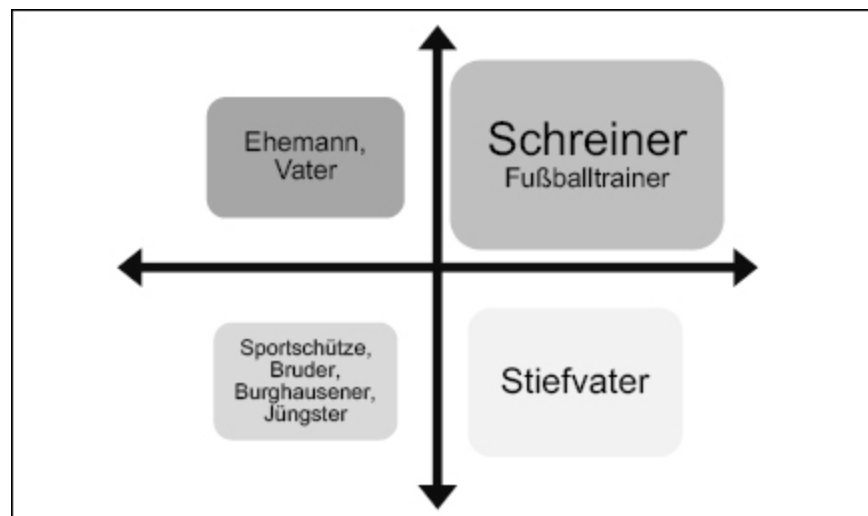 Ehemann,
Vater
Schreiner
Fußballtrainer
Sportschütze,
Bruder,
Burghausener,
Jüngster
Stiefvater